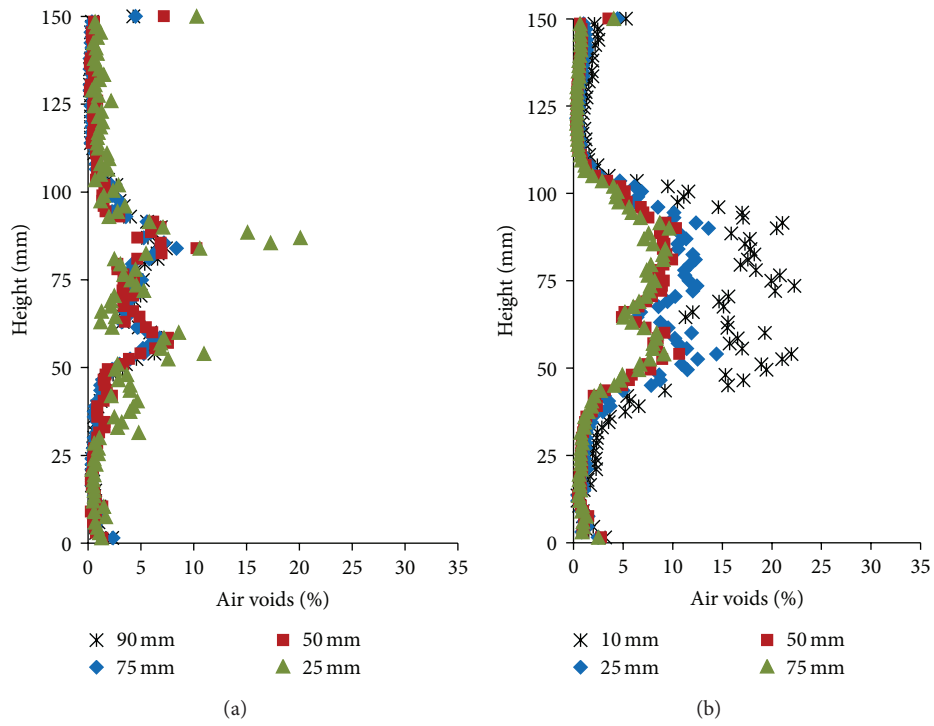 150
125
100
75
50
25
0
Height (mm)
0 5 10 15 20 25 30 35
Air voids (%)
90 mm 50 mm
75 mm 25 mm
(a)
150
125
100
75
50
25
0
Height (mm)
0 5 10 15 20 25 30 35
Air voids (%)
10 mm 50 mm
25 mm 75 mm
(b)